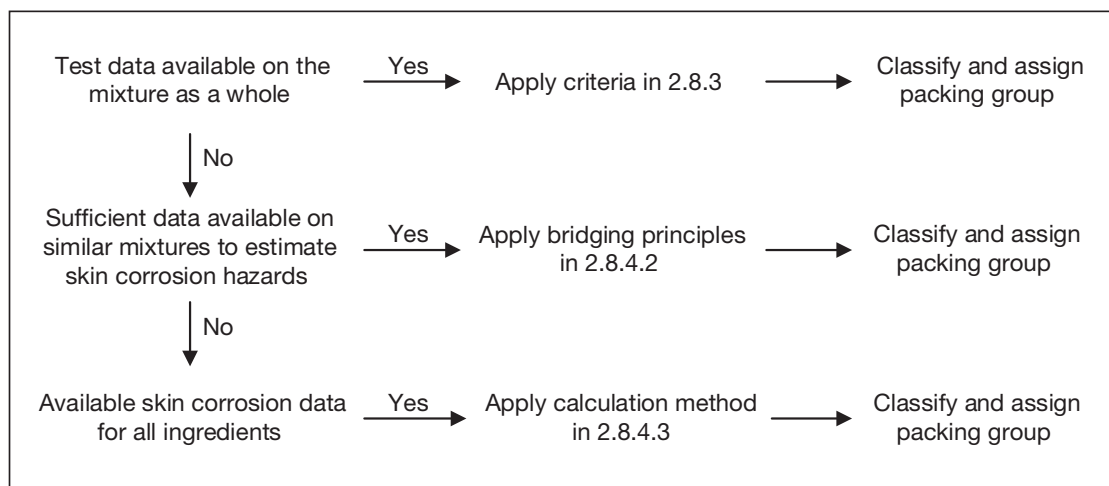 Test data available on the
mixture as a whole
Yes
Apply criteria in 2.8.3
Classify and assign
packing group
No
Sufficient data available on
similar mixtures to estimate
skin corrosion hazards
Yes
Apply bridging principles
in 2.8.4.2
Classify and assign
packing group
No
Available skin corrosion data
for all ingredients
Yes
Apply calculation method
in 2.8.4.3
Classify and assign
packing group